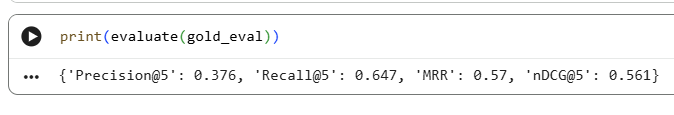 print(evaluate(gold_eval))
{'Precision@5': 0.376, 'Recall@5': 0.647, 'MRR': 0.57, 'nDCG@5': 0.561}